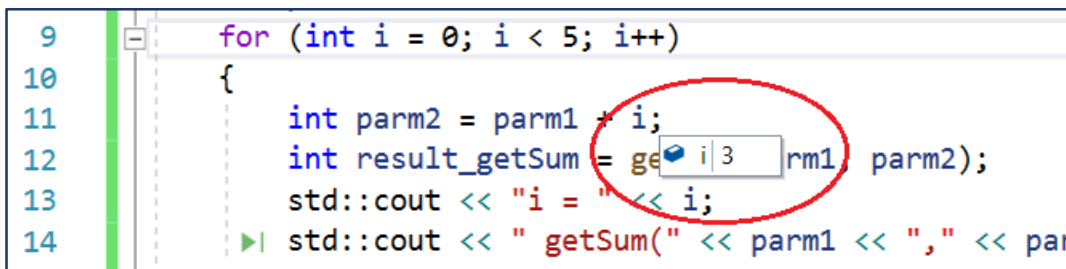 9 for (int i = 0; i < 5; i++)
10 {
11 int parm2 = parm1 + i;
12 int result_getSum = ge i 3 rm1, parm2);
13 std::cout << "i = " << i;
14 std::cout << " getSum(" << parm1 << "," << par